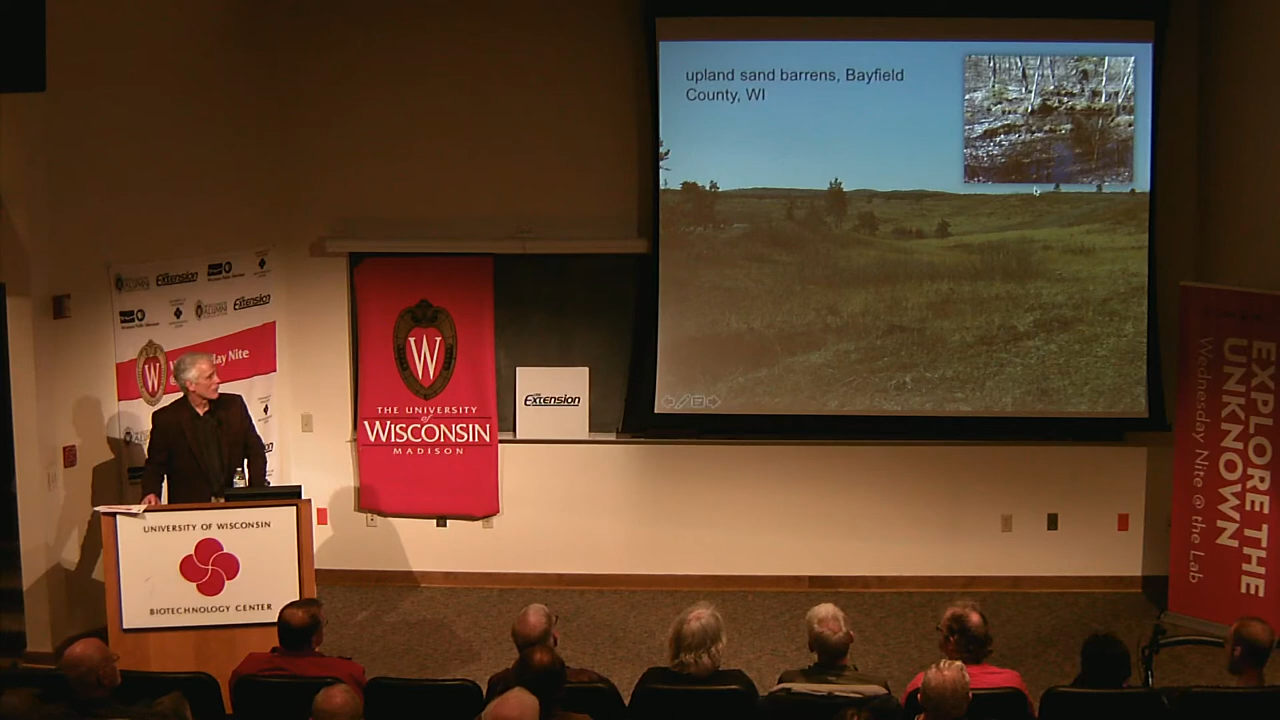 upland sand barrens, Bayfield
County, WI
Extension
Extension
Wednesday Nite
W
W
THE UNIVERSITY
of
WISCONSIN
MADISON
Extension
UNIVERSITY OF WISCONSIN
BIOTECHNOLOGY CENTER
EXPLORE THE
UNKNOWN
Wednesday Nite @ the Lab